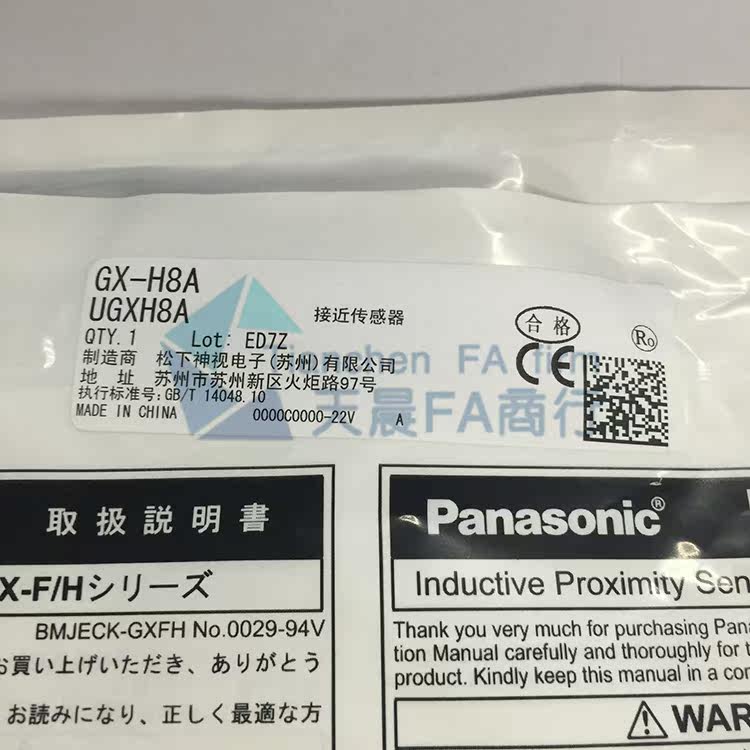 GX-H8A
UGXH8A
接近传感器
合格
Ro
QTY.1 Lot: ED7Z
制造商 松下神视电子(苏州)有限公司
地 址 苏州市苏州新区火炬路97号
执行标准号:GB/T 14048.10
MADE IN CHINA 0000C0000-22V A
CE
Tianchen FA firm
天晨FA商行
取扱説明書
X-F/Hシリーズ
BMJECK-GXFH No.0029-94V
お買い上げいただき、ありがとう
お読みになり、正しく最適な方
Panasonic®
Inductive Proximity Sen
Thank you very much for purchasing Pana
tion Manual carefully and thoroughly for t
product. Kindly keep this manual in a con
WAR